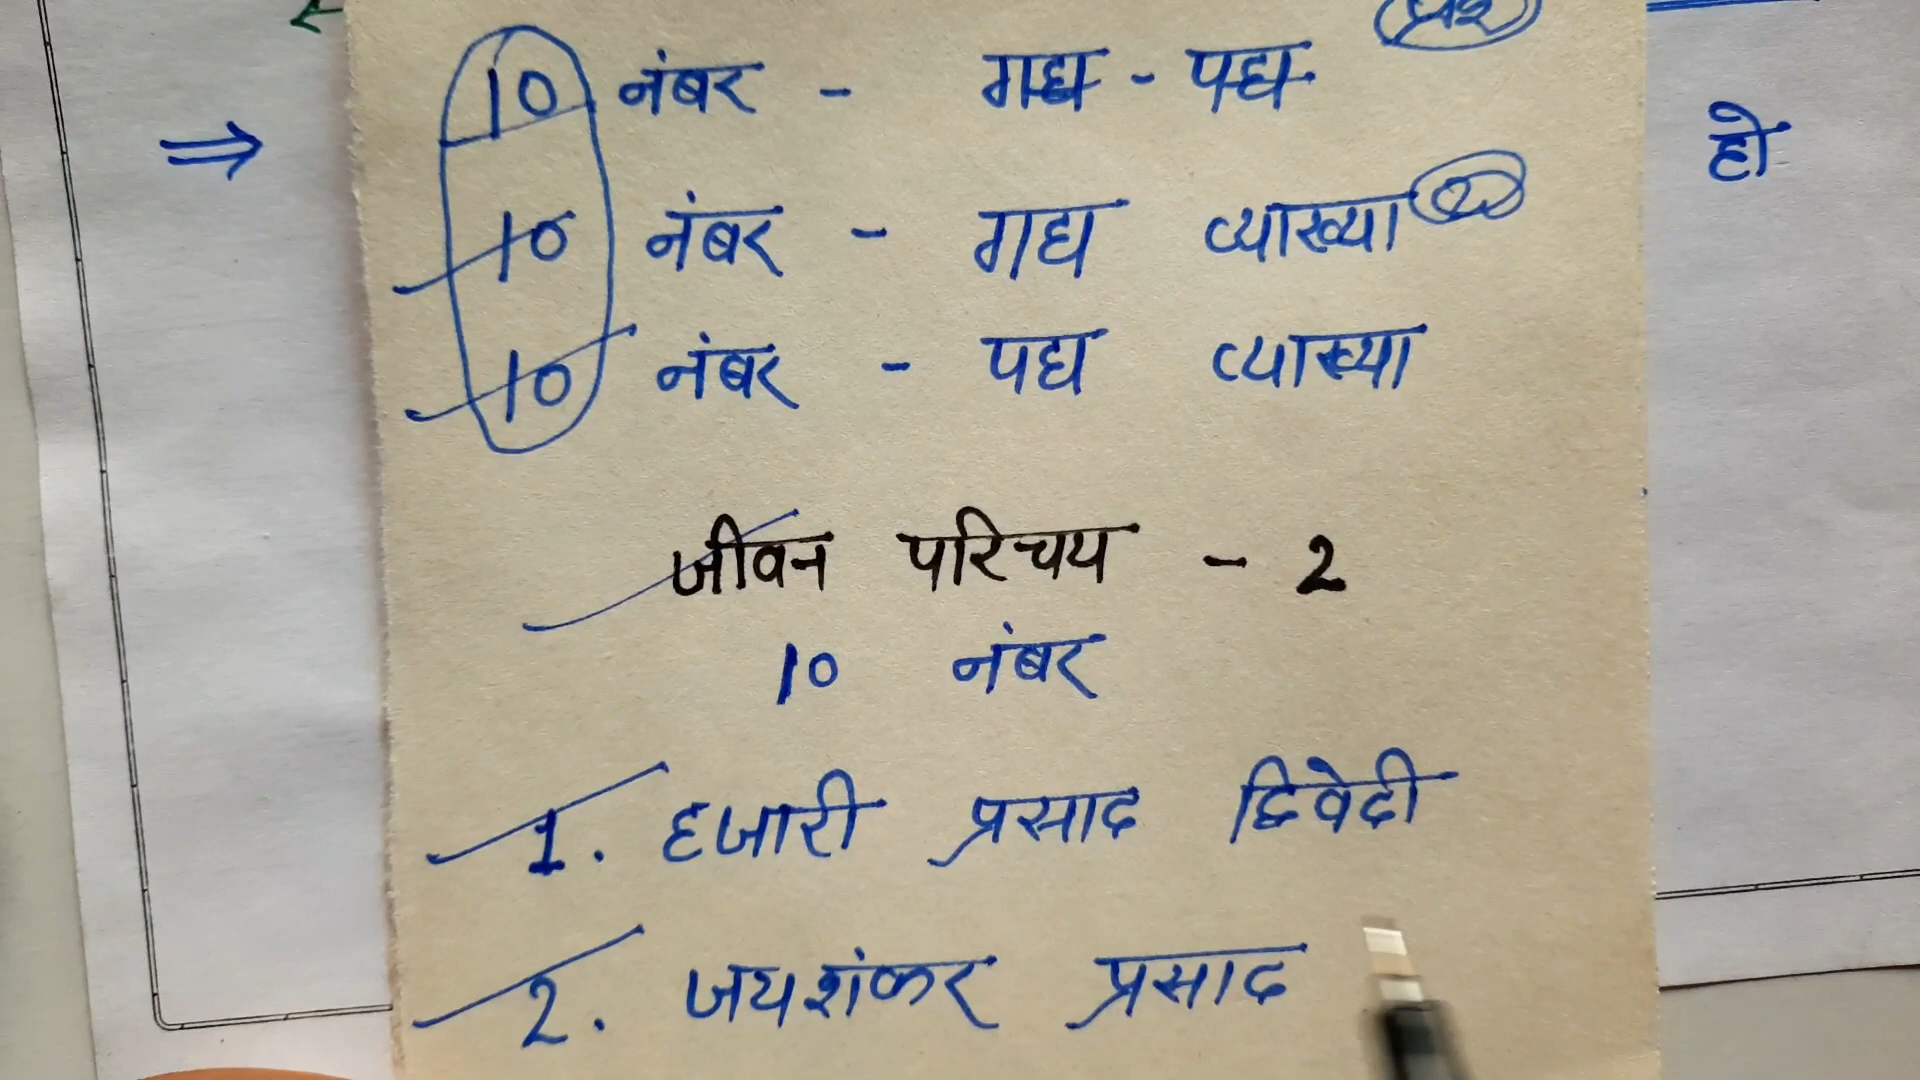 10 नंबर - गद्य - पद्य
हो
10 नंबर - गद्य व्याख्या
10 नंबर - पद्य व्याख्या
जीवन परिचय - 2
10 नंबर
1. हजारी प्रसाद द्विवेदी
2. जयशंकर प्रसाद